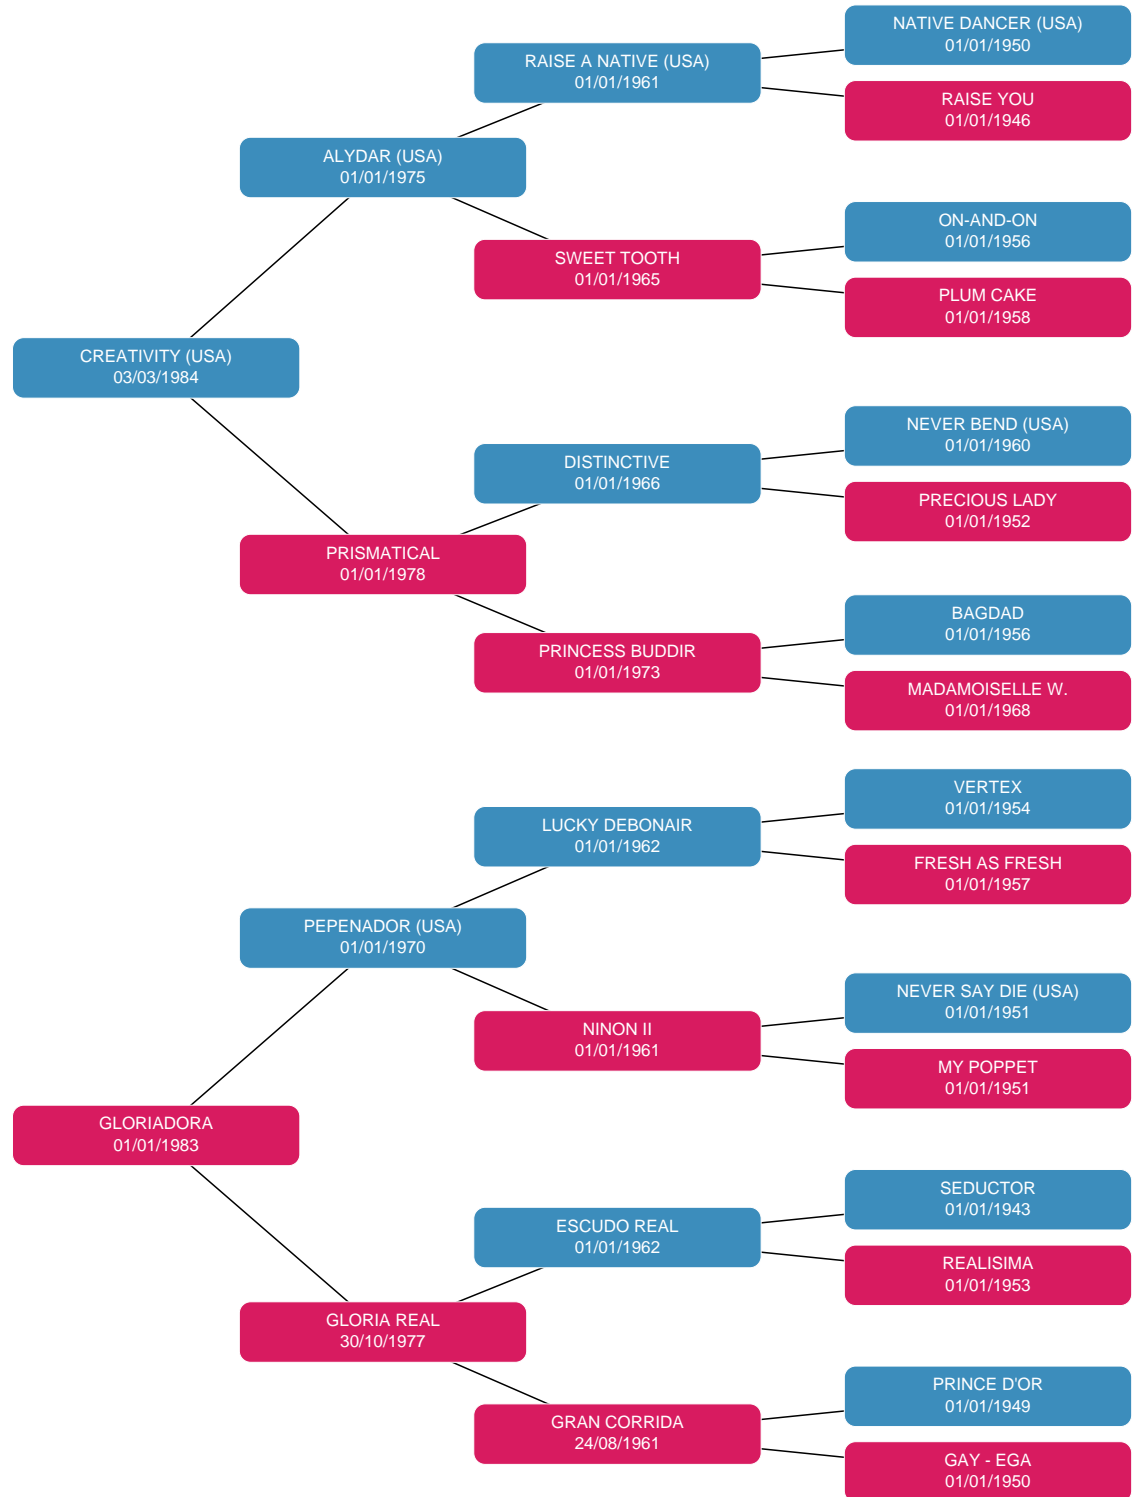 NATIVE DANCER (USA)
01/01/1950
RAISE A NATIVE (USA)
01/01/1961
RAISE YOU
01/01/1946
ALYDAR (USA)
01/01/1975
ON-AND-ON
01/01/1956
SWEET TOOTH
01/01/1965
PLUM CAKE
01/01/1958
CREATIVITY (USA)
03/03/1984
NEVER BEND (USA)
01/01/1960
DISTINCTIVE
01/01/1966
PRECIOUS LADY
01/01/1952
PRISMATICAL
01/01/1978
BAGDAD
01/01/1956
PRINCESS BUDDIR
01/01/1973
MADAMOISELLE W.
01/01/1968
VERTEX
01/01/1954
LUCKY DEBONAIR
01/01/1962
FRESH AS FRESH
01/01/1957
PEPENADOR (USA)
01/01/1970
NEVER SAY DIE (USA)
01/01/1951
NINON II
01/01/1961
MY POPPET
01/01/1951
GLORIADORA
01/01/1983
SEDUCTOR
01/01/1943
ESCUDO REAL
01/01/1962
REALISIMA
01/01/1953
GLORIA REAL
30/10/1977
PRINCE D'OR
01/01/1949
GRAN CORRIDA
24/08/1961
GAY - EGA
01/01/1950